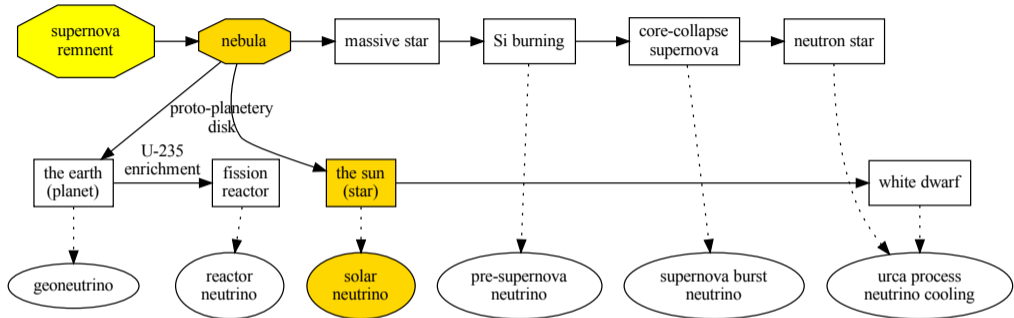 supernova
remnent
nebula
massive star
Si burning
core-collapse
supernova
neutron star
proto-planetery
disk
U-235
enrichment
the earth
(planet)
fission
reactor
the sun
(star)
white dwarf
geoneutrino
reactor
neutrino
solar
neutrino
pre-supernova
neutrino
supernova burst
neutrino
urca process
neutrino cooling